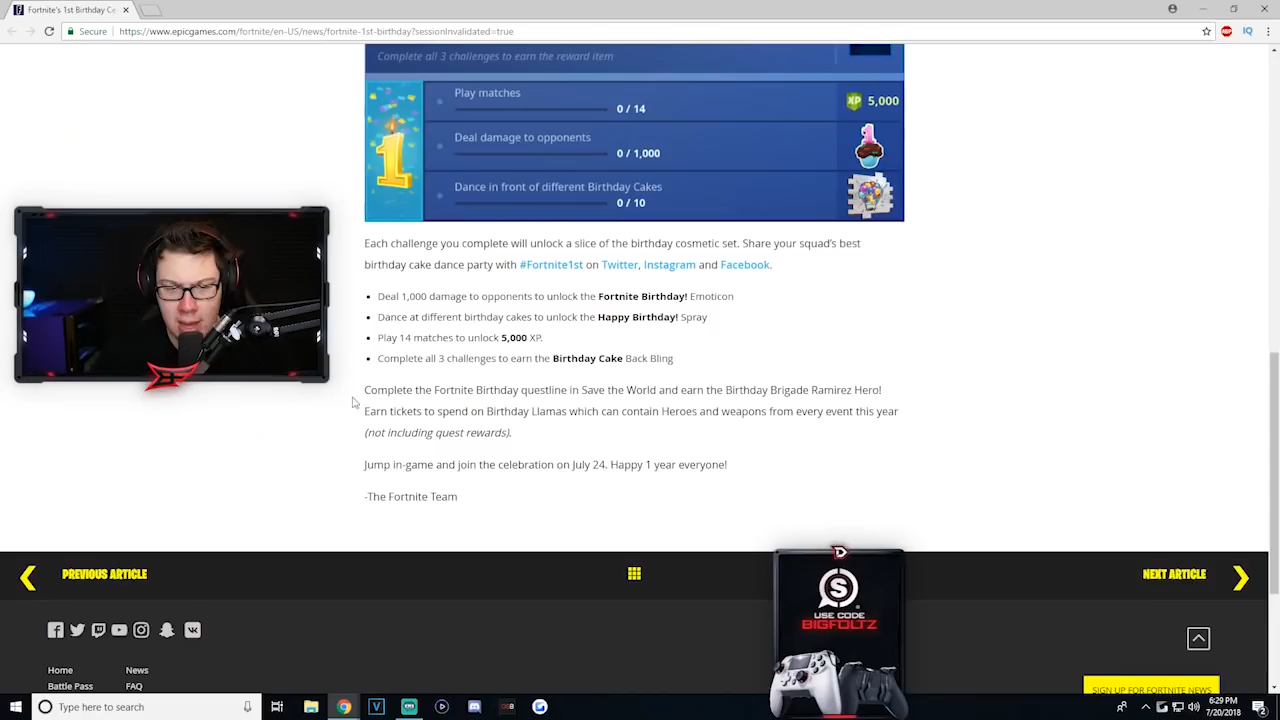 Fortnite's 1st Birthday Ce
Secure
https://www.epicgames.com/fortnite/en-US/news/fortnite-1st-birthday?sessionInvalidated=true
Complete all 3 challenges to earn the reward item
Play matches
0 / 14
XP 5,000
Deal damage to opponents
0 / 1,000
Dance in front of different Birthday Cakes
0 / 10
Each challenge you complete will unlock a slice of the birthday cosmetic set. Share your squad's best
birthday cake dance party with #Fortnite1st on Twitter, Instagram and Facebook.
• Deal 1,000 damage to opponents to unlock the Fortnite Birthday! Emoticon
• Dance at different birthday cakes to unlock the Happy Birthday! Spray
• Play 14 matches to unlock 5,000 XP.
• Complete all 3 challenges to earn the Birthday Cake Back Bling
Complete the Fortnite Birthday questline in Save the World and earn the Birthday Brigade Ramirez Hero!
Earn tickets to spend on Birthday Llamas which can contain Heroes and weapons from every event this year
(not including quest rewards).
Jump in-game and join the celebration on July 24. Happy 1 year everyone!
-The Fortnite Team
PREVIOUS ARTICLE
NEXT ARTICLE
USE CODE
BIGFOLTZ
Home
News
Battle Pass
FAQ
SIGN UP FOR FORTNITE NEWS
Type here to search
6:29 PM
7/20/2018